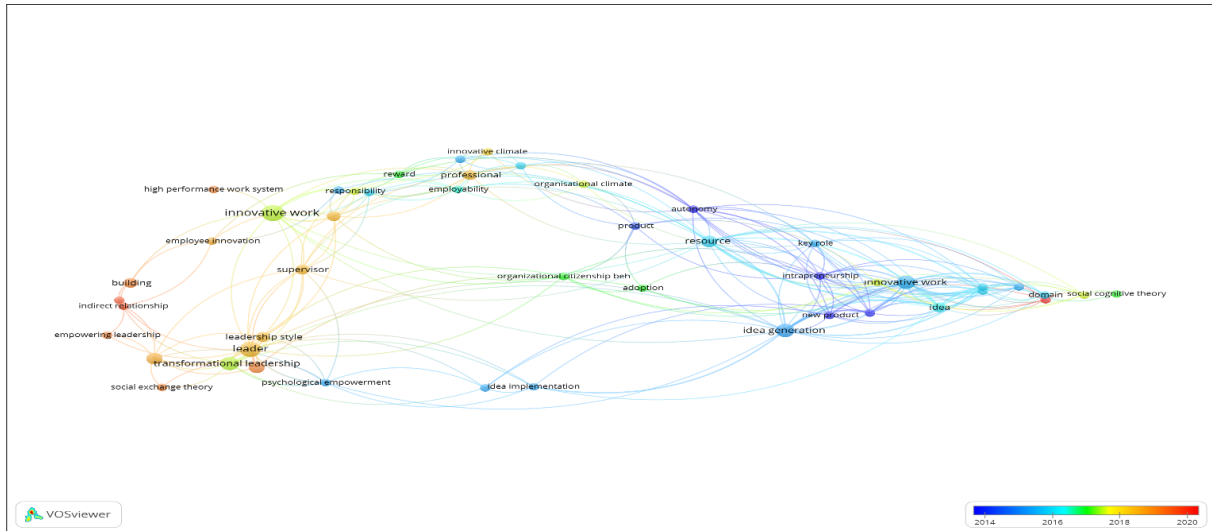 innovative climate
reward
professional
high performance work system
responsibility
employability
organisational climate
innovative work
autonomy
product
employee innovation
resource
key role
supervisor
organizational citizenship beh
intrapreneurship
building
adoption
innovative work
domain
social cognitive theory
indirect relationship
idea
new product
empowering leadership
leadership style
idea generation
leader
transformational leadership
social exchange theory
psychological empowerment
idea implementation
VOSviewer
2014
2016
2018
2020